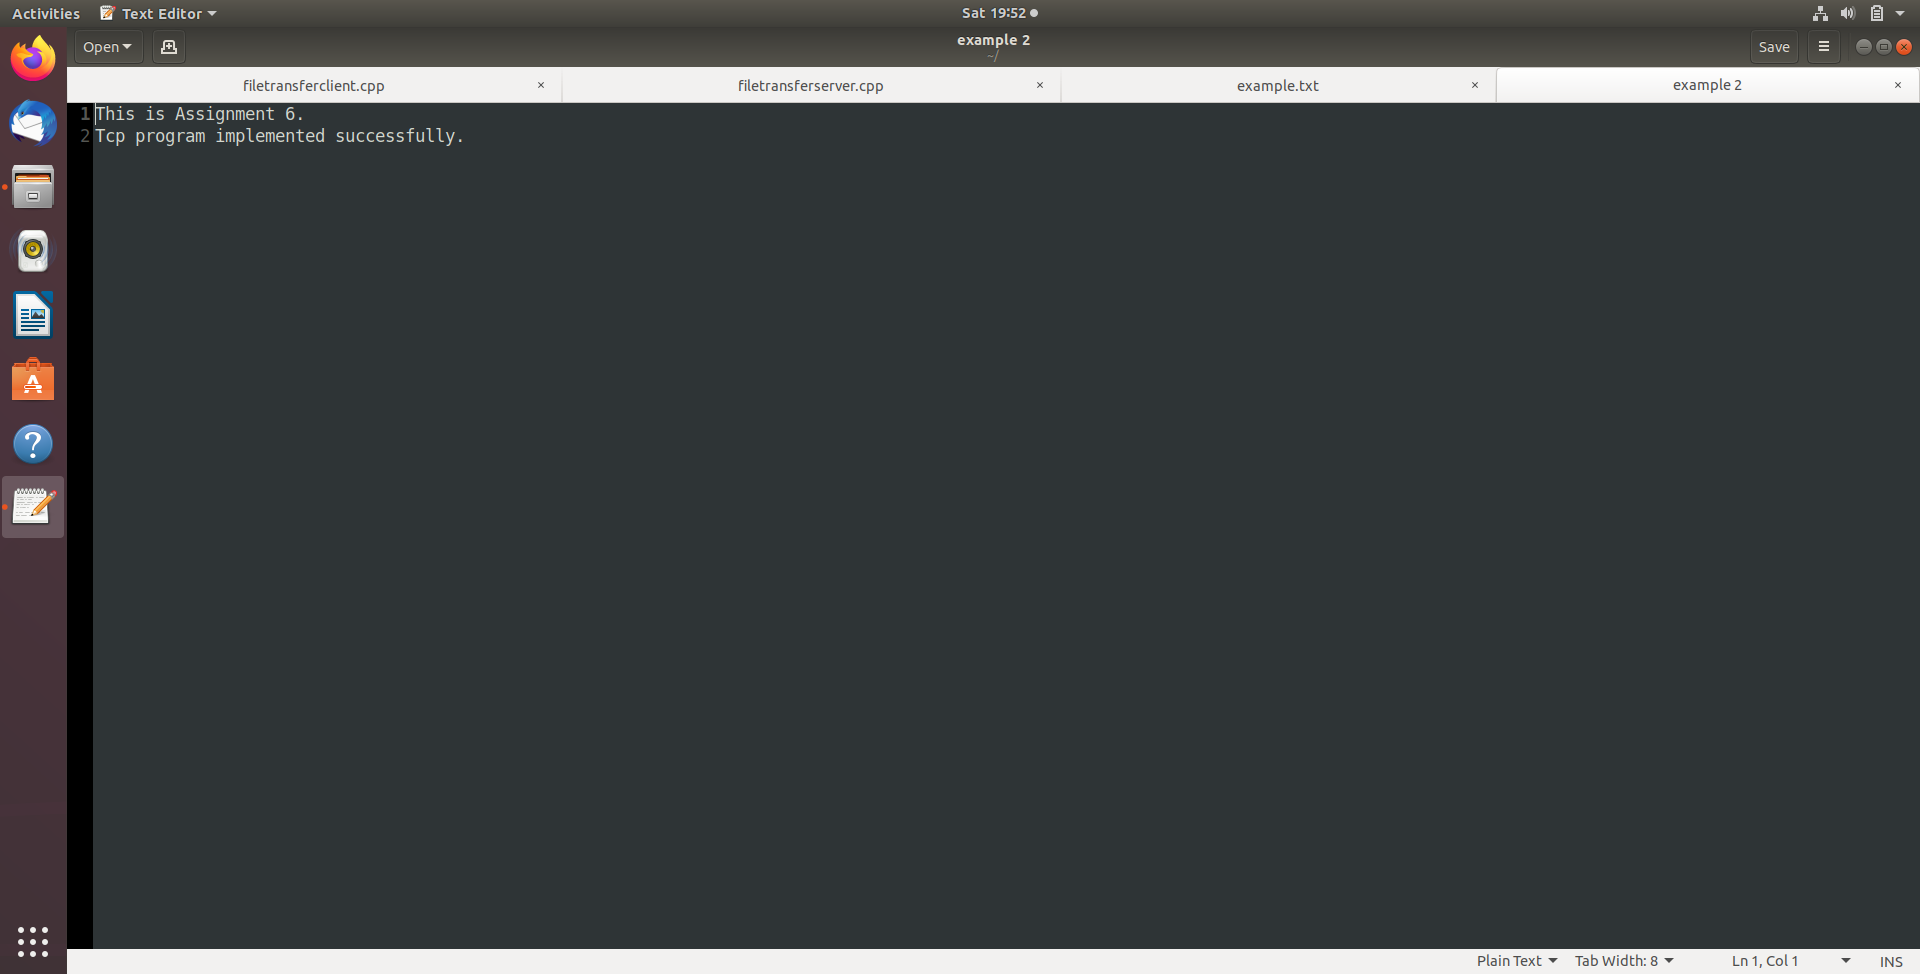 Activities Text Editor Sat 19:52
Open example 2 Save
~/
filetransferclient.cpp filetransferserver.cpp example.txt example 2
1 This is Assignment 6.
2 Tcp program implemented successfully.
Plain Text Tab Width: 8 Ln 1, Col 1 INS